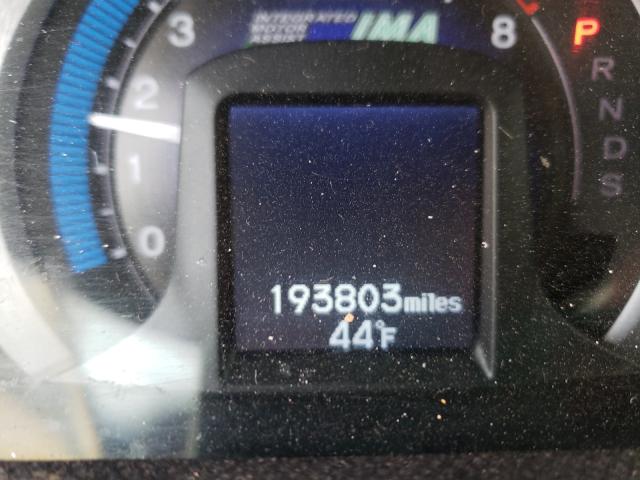 INTEGRATED
MOTOR
ASSIST
IMA
3
2
1
0
8
P
R
N
D
S
193803miles
44°F